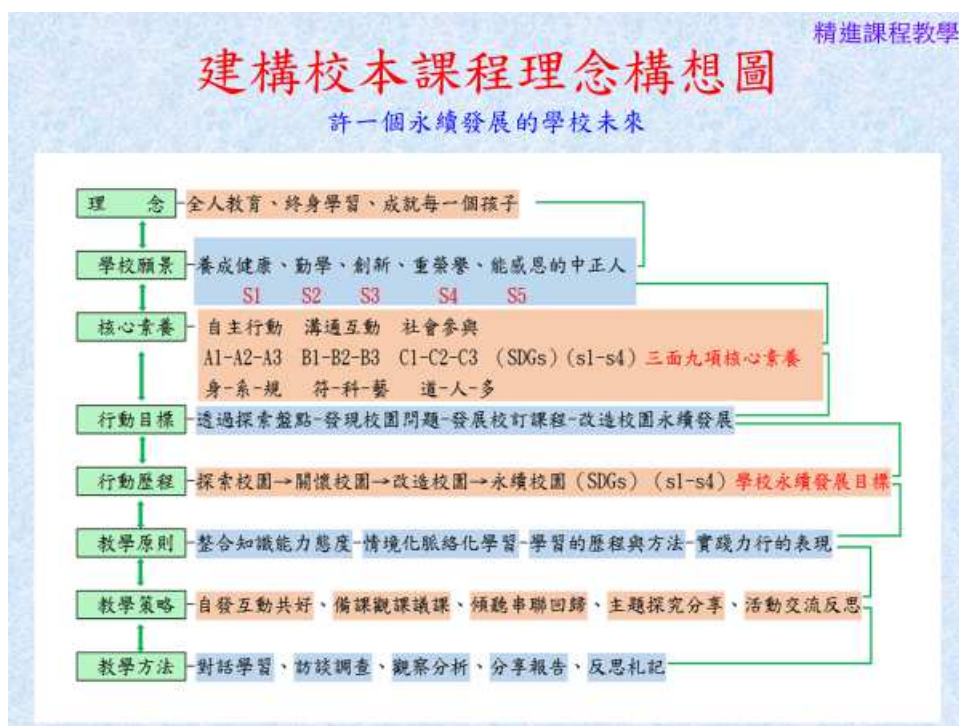 精進課程教學
建構校本課程理念構想圖
許一個永續發展的學校未來
理 念 全人教育、終身學習、成就每一個孩子
學校願景 養成健康、勤學、創新、重榮譽、能感恩的中正人
S1 S2 S3 S4 S5
核心素養 自主行動 溝通互動 社會參與
A1-A2-A3 B1-B2-B3 C1-C2-C3 (SDGs)(s1-s4) 三面九項核心素養
身-系-規 符-科-藝 道-人-多
行動目標 透過探索盤點-發現校園問題-發展校訂課程-改造校園永續發展
行動歷程 探索校園→關懷校園→改造校園→永續校園(SDGs) (s1-s4) 學校永續發展目標
教學原則 整合知識能力態度-情境化脈絡化學習-學習的歷程與方法-實踐力行的表現
教學策略 自發互動共好、備課觀課議課、傾聽串聯回歸、主題探究分享、活動交流反思
教學方法 對話學習、訪談調查、觀察分析、分享報告、反思札記